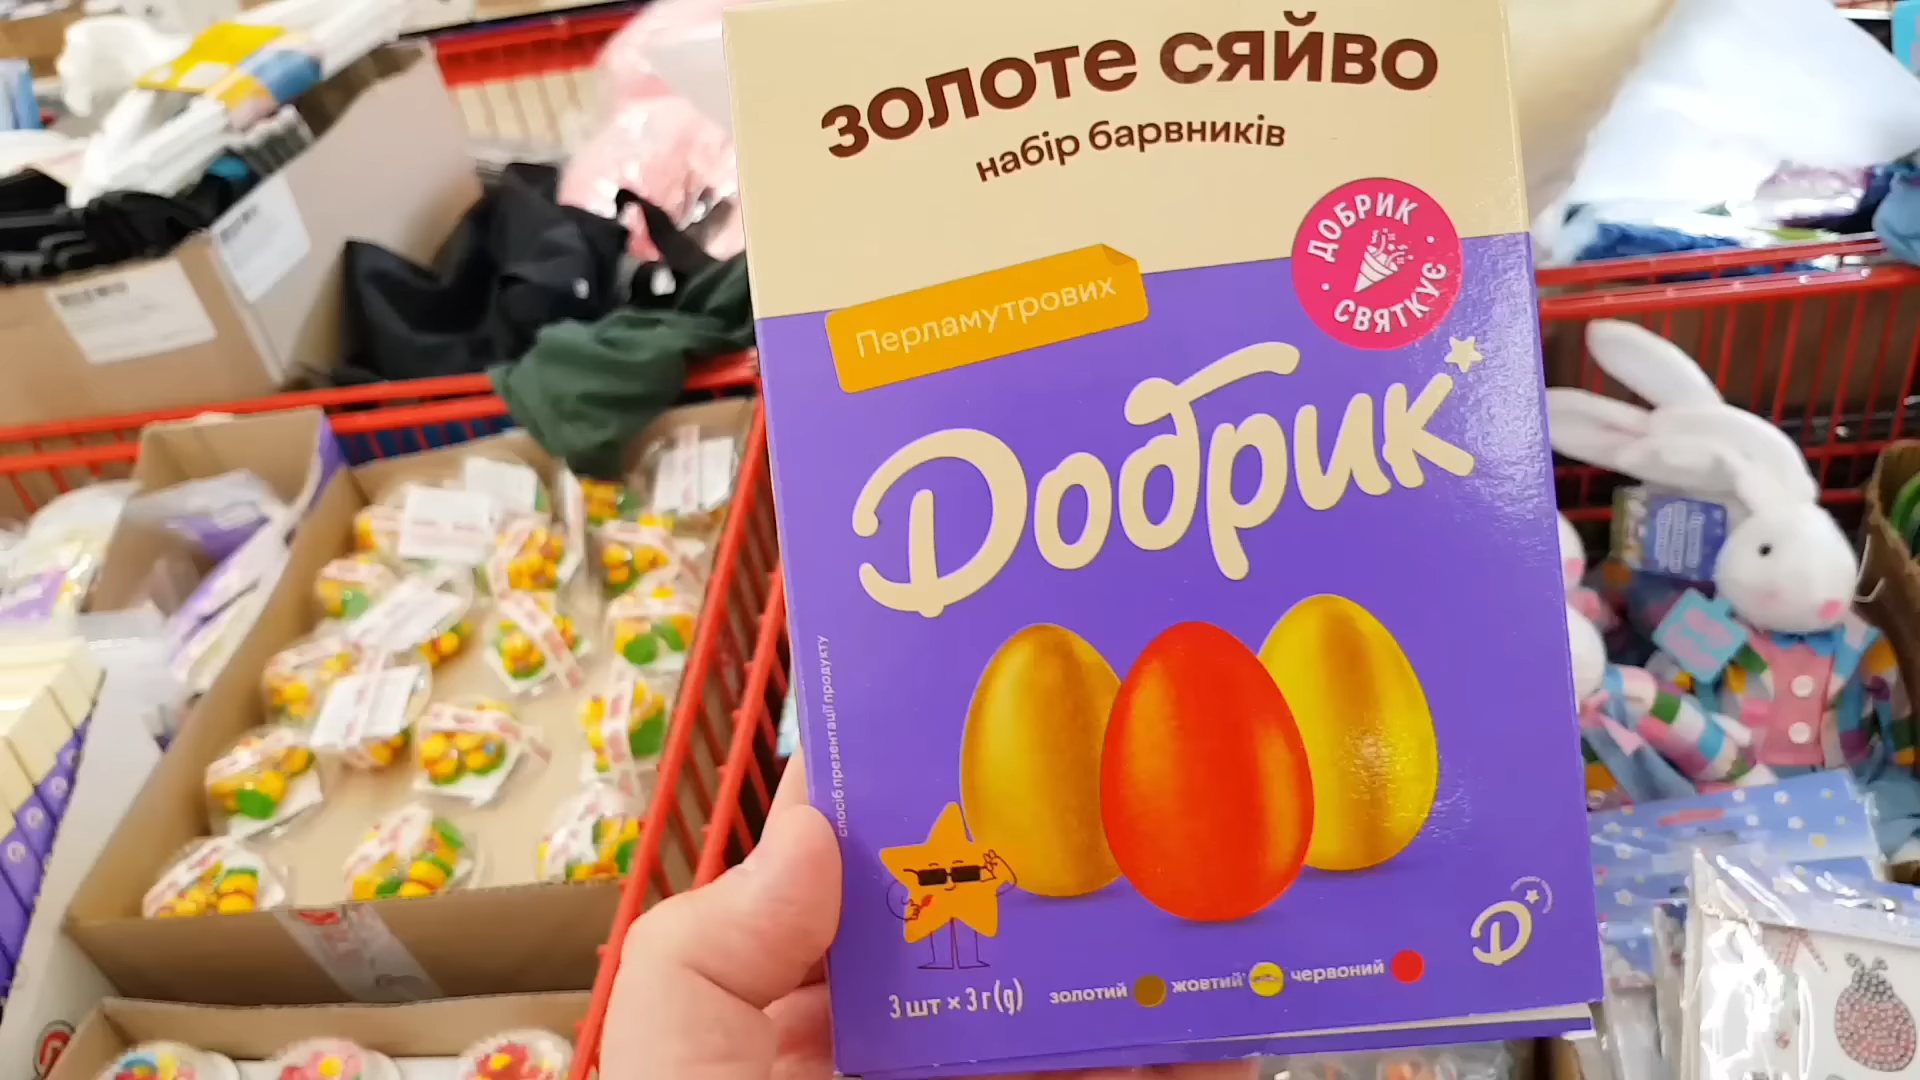 золоте сяйво
набір барвників
ДОБРИК
СВЯТКУЄ
Перламутрових
Добрик
спосіб презентації продукту
3 шт × 3 г (g)
золотий
жовтий
червоний